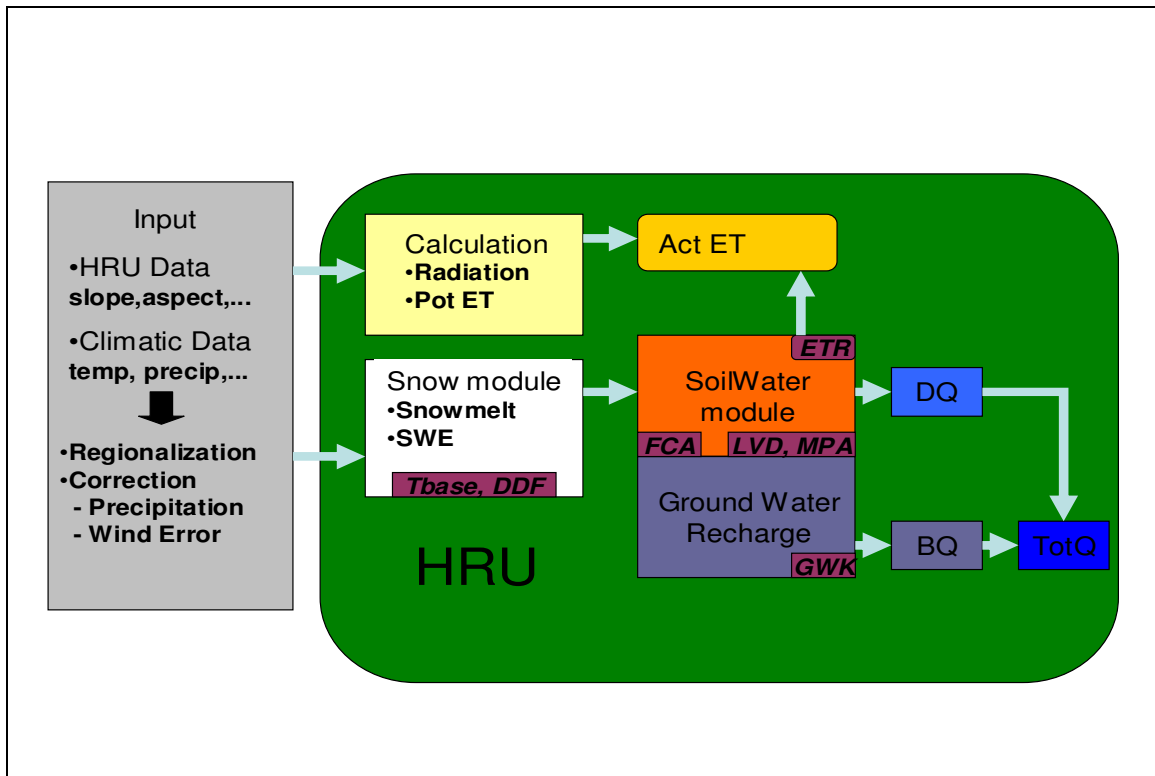 Input
•HRU Data
slope,aspect,...
•Climatic Data
temp, precip,...
•Regionalization
•Correction
- Precipitation
- Wind Error
Calculation
•Radiation
•Pot ET
Act ET
Snow module
•Snowmelt
•SWE
Tbase, DDF
ETR
SoilWater
module
FCA
LVD, MPA
Ground Water
Recharge
GWK
DQ
BQ
TotQ
HRU